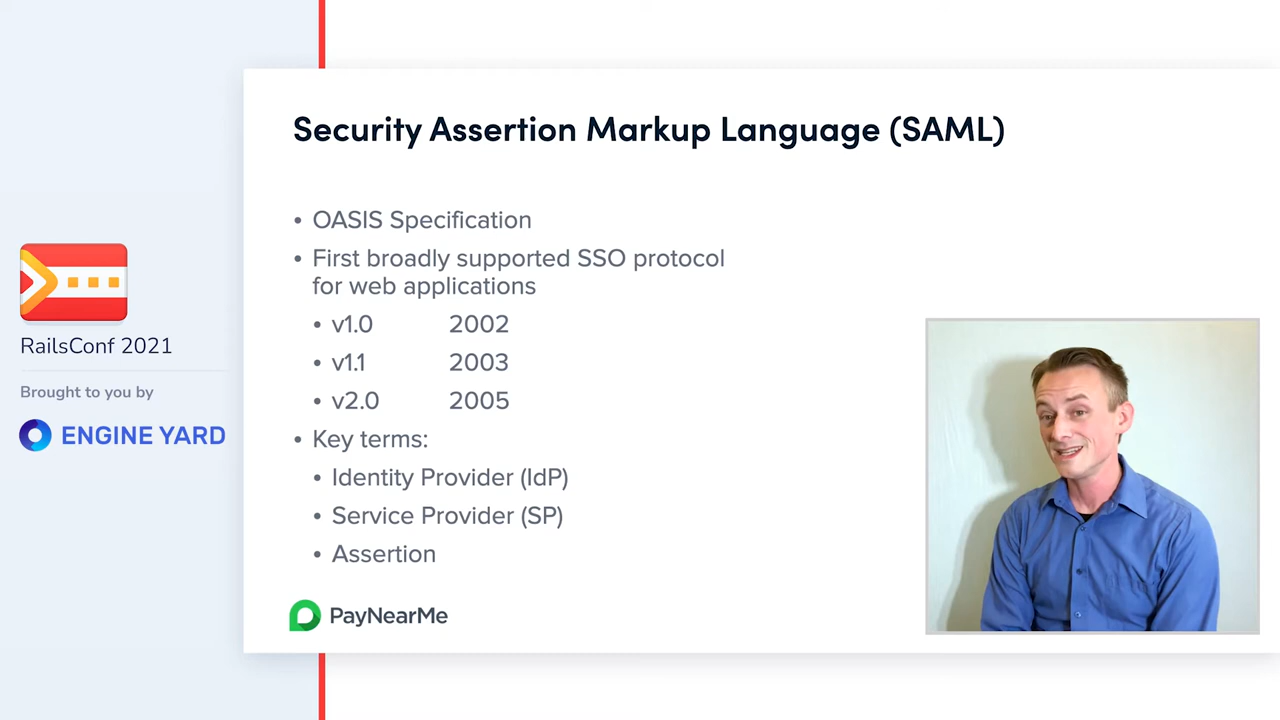 Security Assertion Markup Language (SAML)
• OASIS Specification
• First broadly supported SSO protocol
for web applications
• v1.0 2002
• v1.1 2003
• v2.0 2005
• Key terms:
• Identity Provider (IdP)
• Service Provider (SP)
• Assertion
PayNearMe
RailsConf 2021
Brought to you by
ENGINE YARD